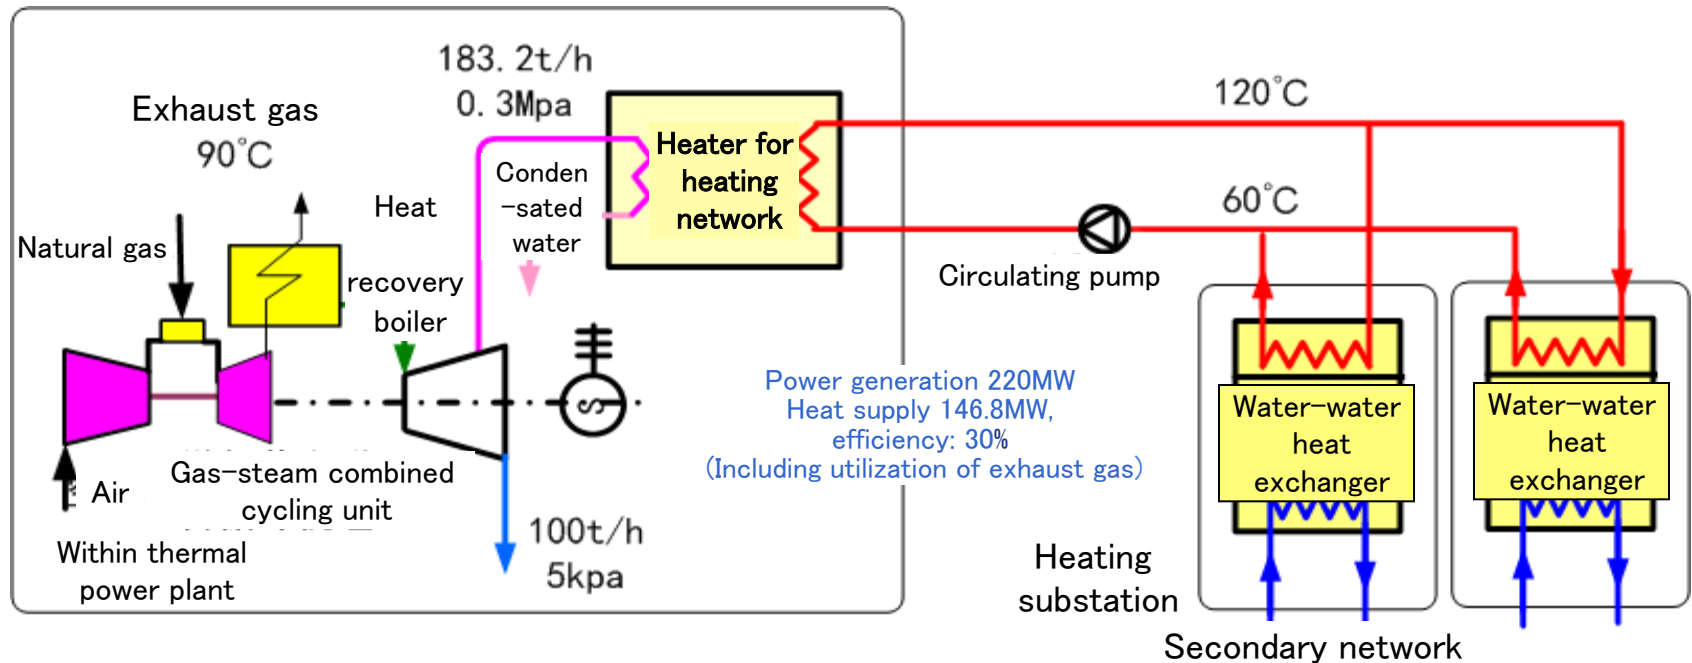 183.2t/h
0.3Mpa
Exhaust gas
90°C
Natural gas
Heat
recovery
boiler
Conden
-sated
water
Heater for
heating
network
120°C
60°C
Circulating pump
S
Power generation 220MW
Heat supply 146.8MW,
efficiency: 30%
(Including utilization of exhaust gas)
Air
Gas-steam combined
cycling unit
Within thermal
power plant
100t/h
5kpa
Water-water
heat
exchanger
Water-water
heat
exchanger
Heating
substation
Secondary network